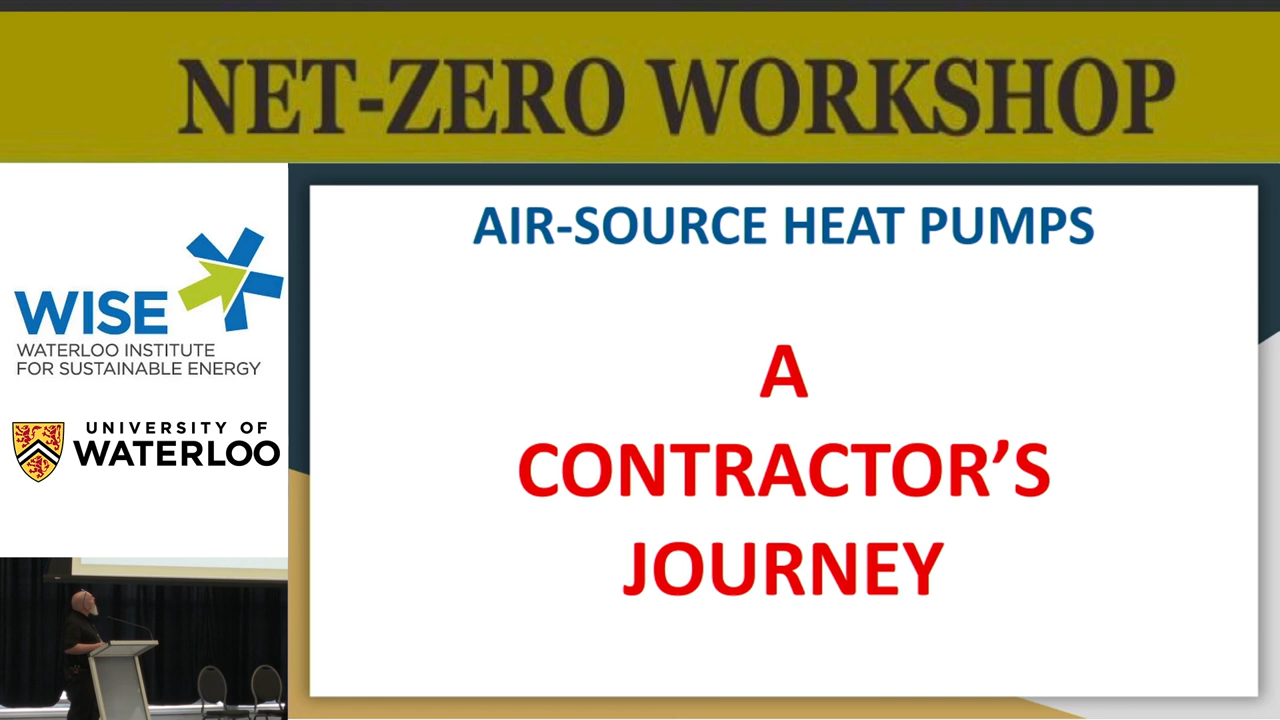 NET-ZERO WORKSHOP
WISE
WATERLOO INSTITUTE
FOR SUSTAINABLE ENERGY
UNIVERSITY OF
WATERLOO
AIR-SOURCE HEAT PUMPS
A
CONTRACTOR’S
JOURNEY